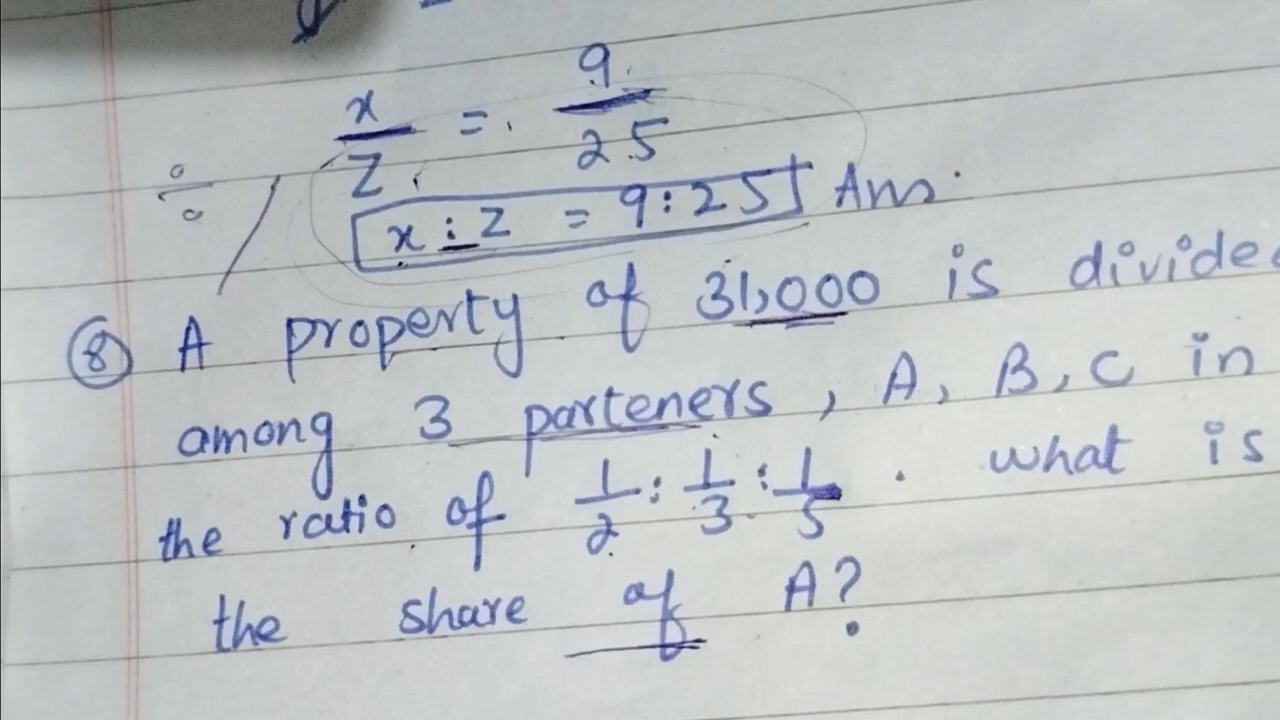 x/z = 9/25
÷ /
x : z = 9:25 Ans.
⑧ A property of 31,000 is divide
among 3 parteners, A, B, C in
the ratio of 1/2 : 1/3 : 1/5 . what is
the share of A?